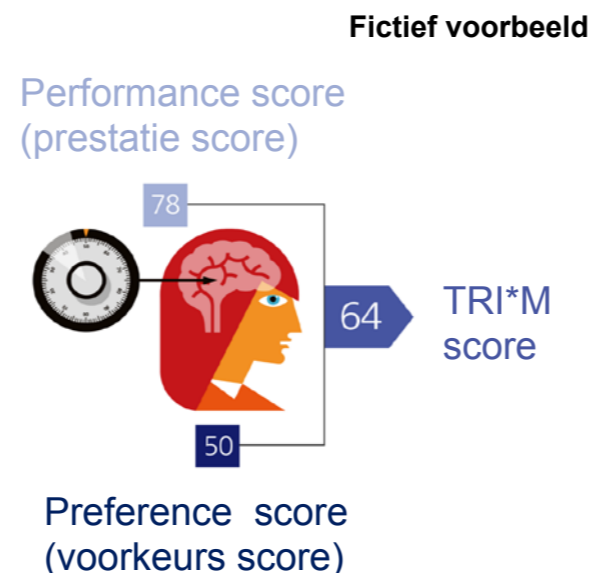 Fictief voorbeeld
Performance score
(prestatie score)
78
64
TRI*M
score
50
Preference score
(voorkeurs score)